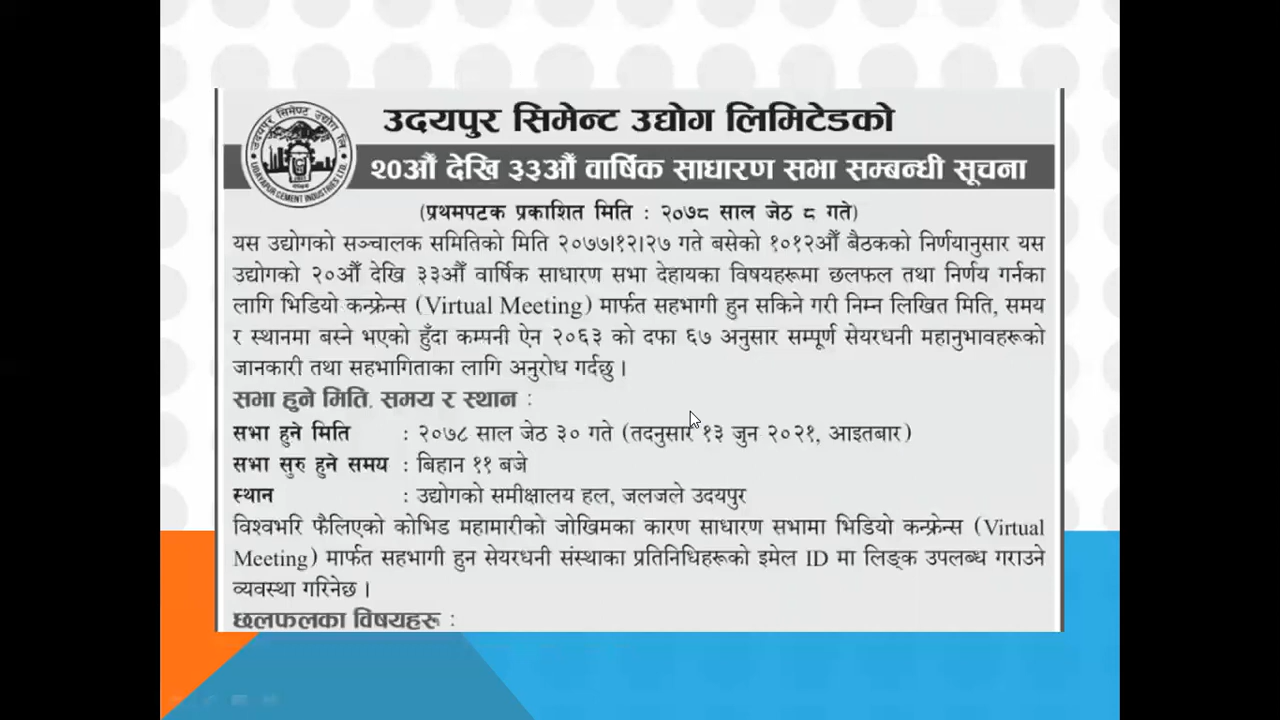 उदयपुर सिमेन्ट उद्योग लिमिटेडको
२०औं देखि ३३औं वार्षिक साधारण सभा सम्बन्धी सूचना
(प्रथमपटक प्रकाशित मिति : २०७८ साल जेठ ८ गते)
यस उद्योगको सञ्चालक समितिको मिति २०७७।१२।२७ गते बसेको १०१२औँ बैठकको निर्णयानुसार यस
उद्योगको २०औँ देखि ३३औँ वार्षिक साधारण सभा देहायका विषयहरूमा छलफल तथा निर्णय गर्नका
लागि भिडियो कन्फ्रेन्स (Virtual Meeting) मार्फत सहभागी हुन सकिने गरी निम्न लिखित मिति, समय
र स्थानमा बस्ने भएको हुँदा कम्पनी ऐन २०६३ को दफा ६७ अनुसार सम्पूर्ण सेयरधनी महानुभावहरूको
जानकारी तथा सहभागिताका लागि अनुरोध गर्दछु ।
सभा हुने मिति, समय र स्थान :
सभा हुने मिति : २०७८ साल जेठ ३० गते (तदनुसार १३ जुन २०२१, आइतबार)
सभा सुरु हुने समय : बिहान ११ बजे
स्थान : उद्योगको समीक्षालय हल, जलजले उदयपुर
विश्वभरि फैलिएको कोभिड महामारीको जोखिमका कारण साधारण सभामा भिडियो कन्फ्रेन्स (Virtual
Meeting) मार्फत सहभागी हुन सेयरधनी संस्थाका प्रतिनिधिहरूको इमेल ID मा लिङ्क उपलब्ध गराउने
व्यवस्था गरिनेछ ।
छलफलका विषयहरू :
उदयपुर सिमेण्ट उद्योग लि.
UDAYAPUR CEMENT INDUSTRIES LTD.